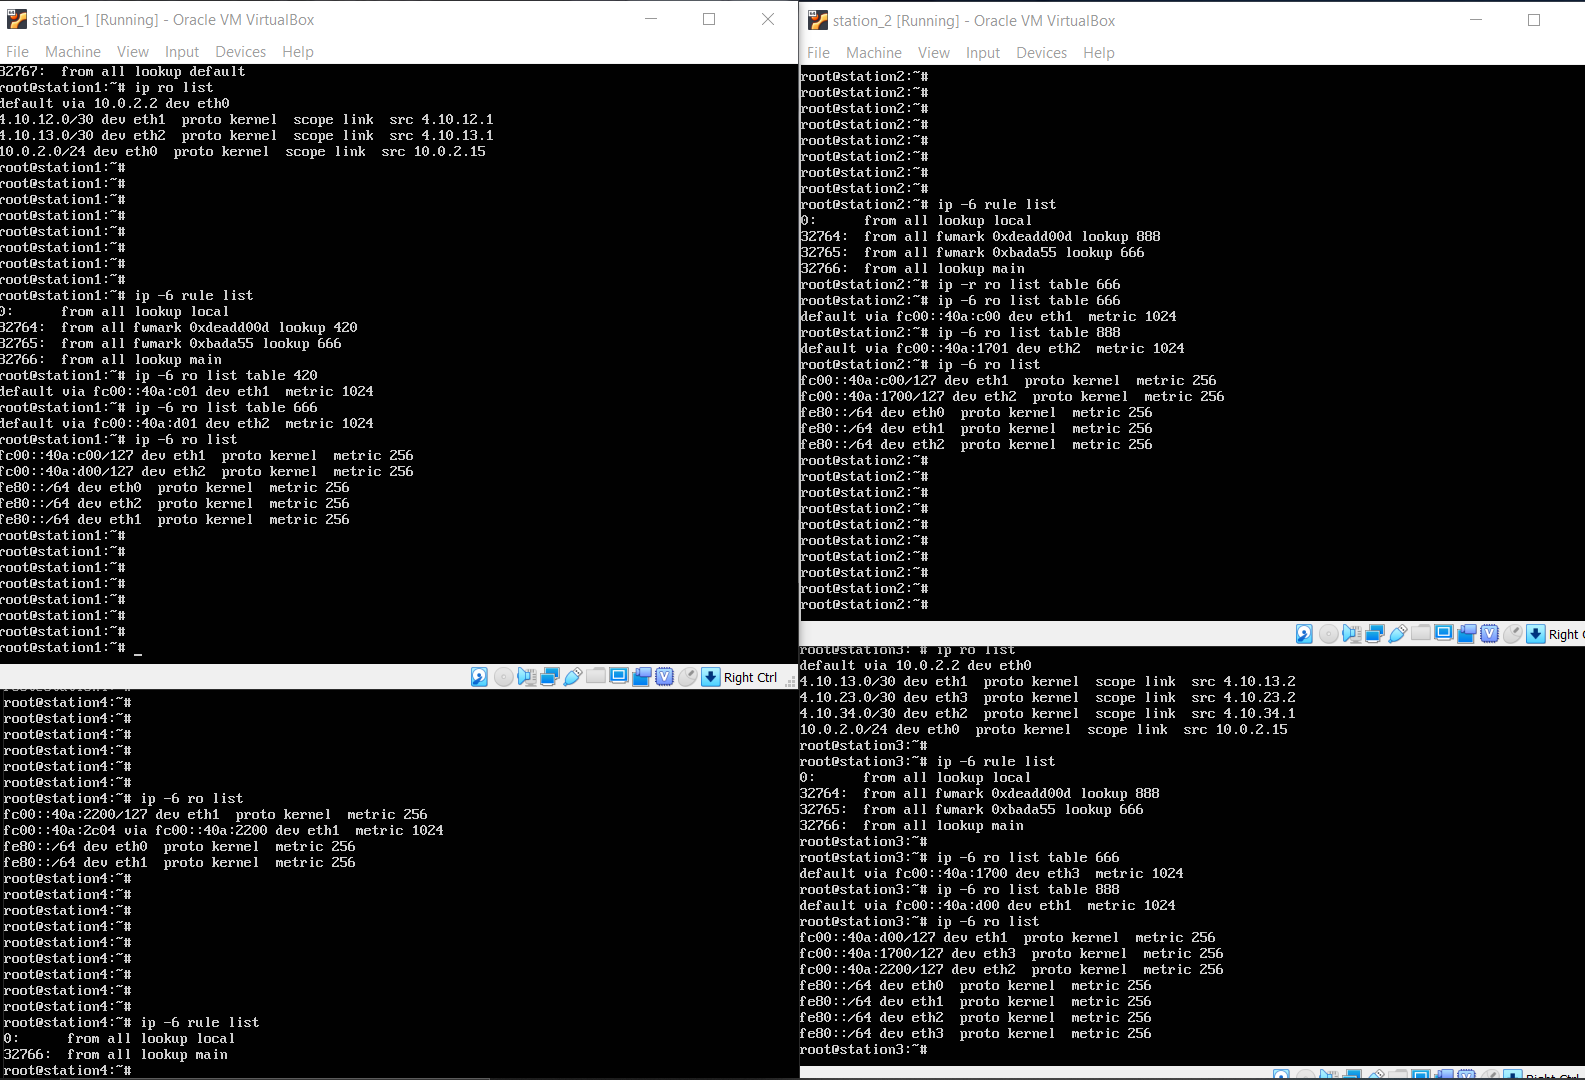 station_1 [Running] - Oracle VM VirtualBox
File Machine View Input Devices Help
32767:  from all lookup default
root@station1:~# ip ro list
default via 10.0.2.2 dev eth0
4.10.12.0/30 dev eth1  proto kernel  scope link  src 4.10.12.1
4.10.13.0/30 dev eth2  proto kernel  scope link  src 4.10.13.1
10.0.2.0/24 dev eth0  proto kernel  scope link  src 10.0.2.15
root@station1:~#
root@station1:~#
root@station1:~#
root@station1:~#
root@station1:~#
root@station1:~#
root@station1:~#
root@station1:~#
root@station1:~# ip -6 rule list
0:      from all lookup local
32764:  from all fwmark 0xdeadd00d lookup 420
32765:  from all fwmark 0xbada55 lookup 666
32766:  from all lookup main
root@station1:~# ip -6 ro list table 420
default via fc00::40a:c01 dev eth1  metric 1024
root@station1:~# ip -6 ro list table 666
default via fc00::40a:d01 dev eth2  metric 1024
root@station1:~# ip -6 ro list
fc00::40a:c00/127 dev eth1  proto kernel  metric 256
fc00::40a:d00/127 dev eth2  proto kernel  metric 256
fe80::/64 dev eth0  proto kernel  metric 256
fe80::/64 dev eth2  proto kernel  metric 256
fe80::/64 dev eth1  proto kernel  metric 256
root@station1:~#
root@station1:~#
root@station1:~#
root@station1:~#
root@station1:~#
root@station1:~#
root@station1:~#
root@station1:~# _
Right Ctrl
station_2 [Running] - Oracle VM VirtualBox
File Machine View Input Devices Help
root@station2:~#
root@station2:~#
root@station2:~#
root@station2:~#
root@station2:~#
root@station2:~#
root@station2:~#
root@station2:~#
root@station2:~# ip -6 rule list
0:      from all lookup local
32764:  from all fwmark 0xdeadd00d lookup 888
32765:  from all fwmark 0xbada55 lookup 666
32766:  from all lookup main
root@station2:~# ip -r ro list table 666
root@station2:~# ip -6 ro list table 666
default via fc00::40a:c00 dev eth1  metric 1024
root@station2:~# ip -6 ro list table 888
default via fc00::40a:1701 dev eth2  metric 1024
root@station2:~# ip -6 ro list
fc00::40a:c00/127 dev eth1  proto kernel  metric 256
fc00::40a:1700/127 dev eth2  proto kernel  metric 256
fe80::/64 dev eth0  proto kernel  metric 256
fe80::/64 dev eth1  proto kernel  metric 256
fe80::/64 dev eth2  proto kernel  metric 256
root@station2:~#
root@station2:~#
root@station2:~#
root@station2:~#
root@station2:~#
root@station2:~#
root@station2:~#
root@station2:~#
root@station2:~#
root@station2:~#
Right C
root@station4:~#
root@station4:~#
root@station4:~#
root@station4:~#
root@station4:~#
root@station4:~#
root@station4:~#
root@station4:~# ip -6 ro list
fc00::40a:2200/127 dev eth1  proto kernel  metric 256
fc00::40a:2c04 via fc00::40a:2200 dev eth1  metric 1024
fe80::/64 dev eth0  proto kernel  metric 256
fe80::/64 dev eth1  proto kernel  metric 256
root@station4:~#
root@station4:~#
root@station4:~#
root@station4:~#
root@station4:~#
root@station4:~#
root@station4:~#
root@station4:~#
root@station4:~#
root@station4:~# ip -6 rule list
0:      from all lookup local
32766:  from all lookup main
root@station4:~#
root@station3:~# ip ro list
default via 10.0.2.2 dev eth0
4.10.13.0/30 dev eth1  proto kernel  scope link  src 4.10.13.2
4.10.23.0/30 dev eth3  proto kernel  scope link  src 4.10.23.2
4.10.34.0/30 dev eth2  proto kernel  scope link  src 4.10.34.1
10.0.2.0/24 dev eth0  proto kernel  scope link  src 10.0.2.15
root@station3:~#
root@station3:~# ip -6 rule list
0:      from all lookup local
32764:  from all fwmark 0xdeadd00d lookup 888
32765:  from all fwmark 0xbada55 lookup 666
32766:  from all lookup main
root@station3:~#
root@station3:~# ip -6 ro list table 666
default via fc00::40a:1700 dev eth3  metric 1024
root@station3:~# ip -6 ro list table 888
default via fc00::40a:d00 dev eth1  metric 1024
root@station3:~# ip -6 ro list
fc00::40a:d00/127 dev eth1  proto kernel  metric 256
fc00::40a:1700/127 dev eth3  proto kernel  metric 256
fc00::40a:2200/127 dev eth2  proto kernel  metric 256
fe80::/64 dev eth0  proto kernel  metric 256
fe80::/64 dev eth1  proto kernel  metric 256
fe80::/64 dev eth2  proto kernel  metric 256
fe80::/64 dev eth3  proto kernel  metric 256
root@station3:~#
Right Ctrl